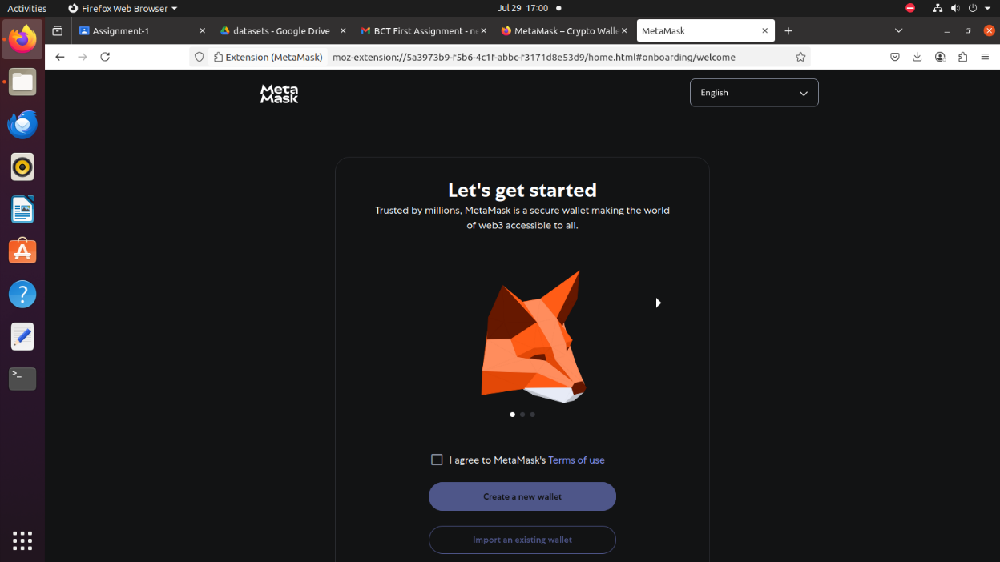 Activities
Firefox Web Browser
Jul 29 17:00
Assignment-1
datasets - Google Drive
BCT First Assignment - ne
MetaMask – Crypto Walle
MetaMask
Extension (MetaMask)
moz-extension://5a3973b9-f5b6-4c1f-abbc-f3171d8e53d9/home.html#onboarding/welcome
Meta
Mask
English
Let's get started
Trusted by millions, MetaMask is a secure wallet making the world
of web3 accessible to all.
I agree to MetaMask's Terms of use
Create a new wallet
Import an existing wallet